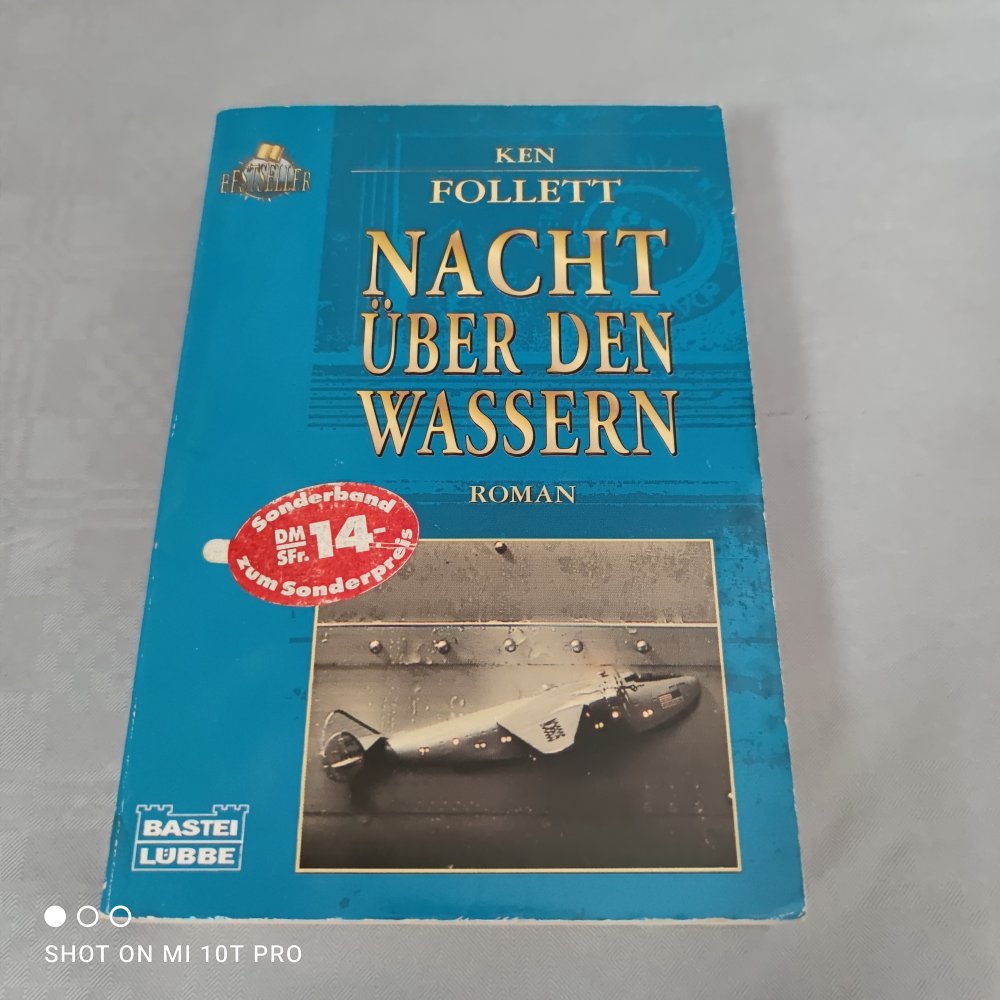 BESTSELLER
KEN
FOLLETT
NACHT
ÜBER DEN
WASSERN
ROMAN
Sonderband
DM
SFr. 14,-
zum Sonderpreis
BASTEI
LÜBBE
SHOT ON MI 10T PRO